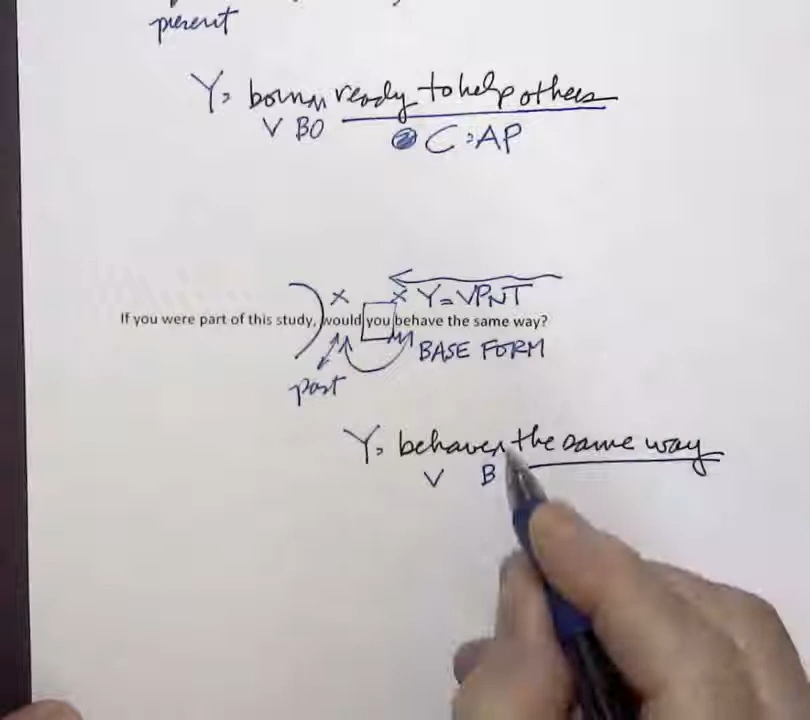 present
Y = born ready to help others
V BO C = AP
x x Y = VPNT
If you were part of this study, would you behave the same way?
BASE FORM
past
Y = behave the same way
V B